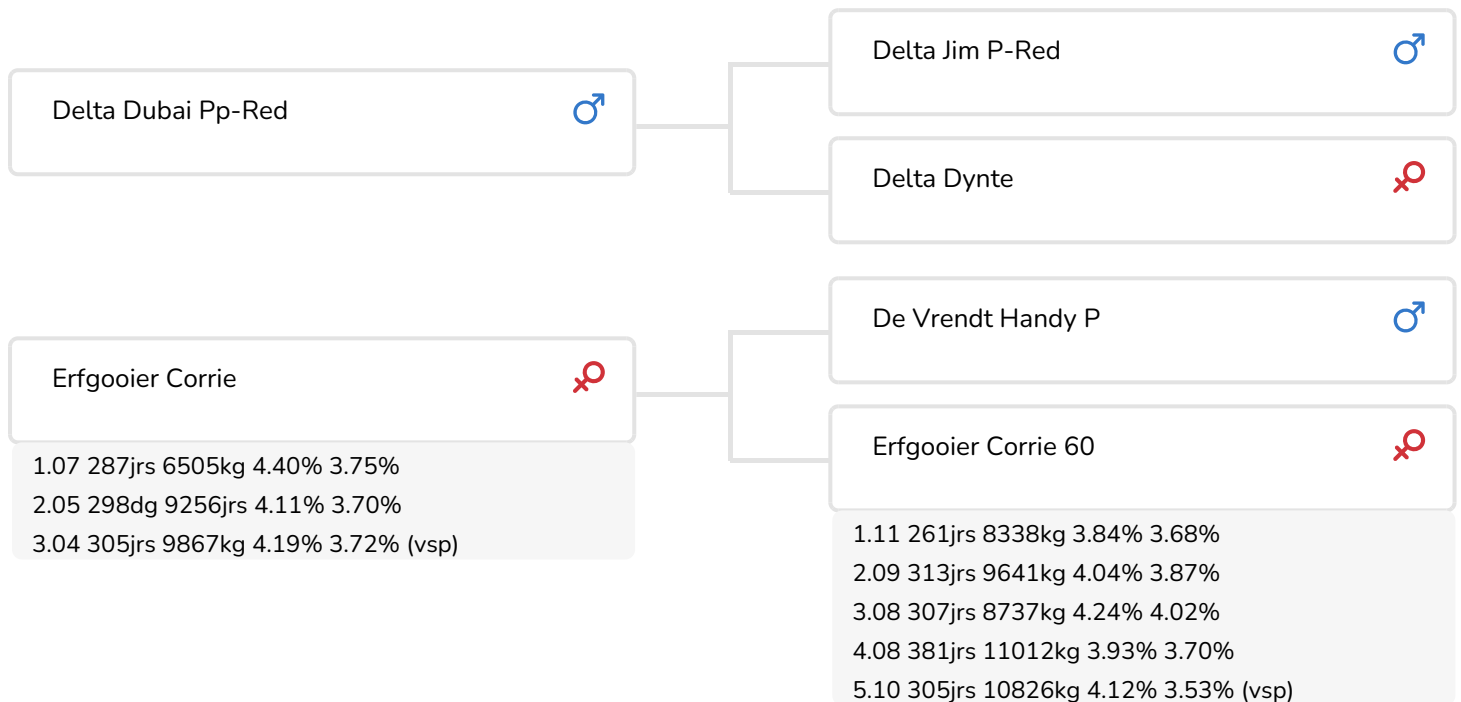 Delta Dubai Pp-Red
Delta Jim P-Red
Delta Dynte
Erfgooier Corrie
1.07 287jrs 6505kg 4.40% 3.75%
2.05 298dg 9256jrs 4.11% 3.70%
3.04 305jrs 9867kg 4.19% 3.72% (vsp)
De Vrendt Handy P
Erfgooier Corrie 60
1.11 261jrs 8338kg 3.84% 3.68%
2.09 313jrs 9641kg 4.04% 3.87%
3.08 307jrs 8737kg 4.24% 4.02%
4.08 381jrs 11012kg 3.93% 3.70%
5.10 305jrs 10826kg 4.12% 3.53% (vsp)